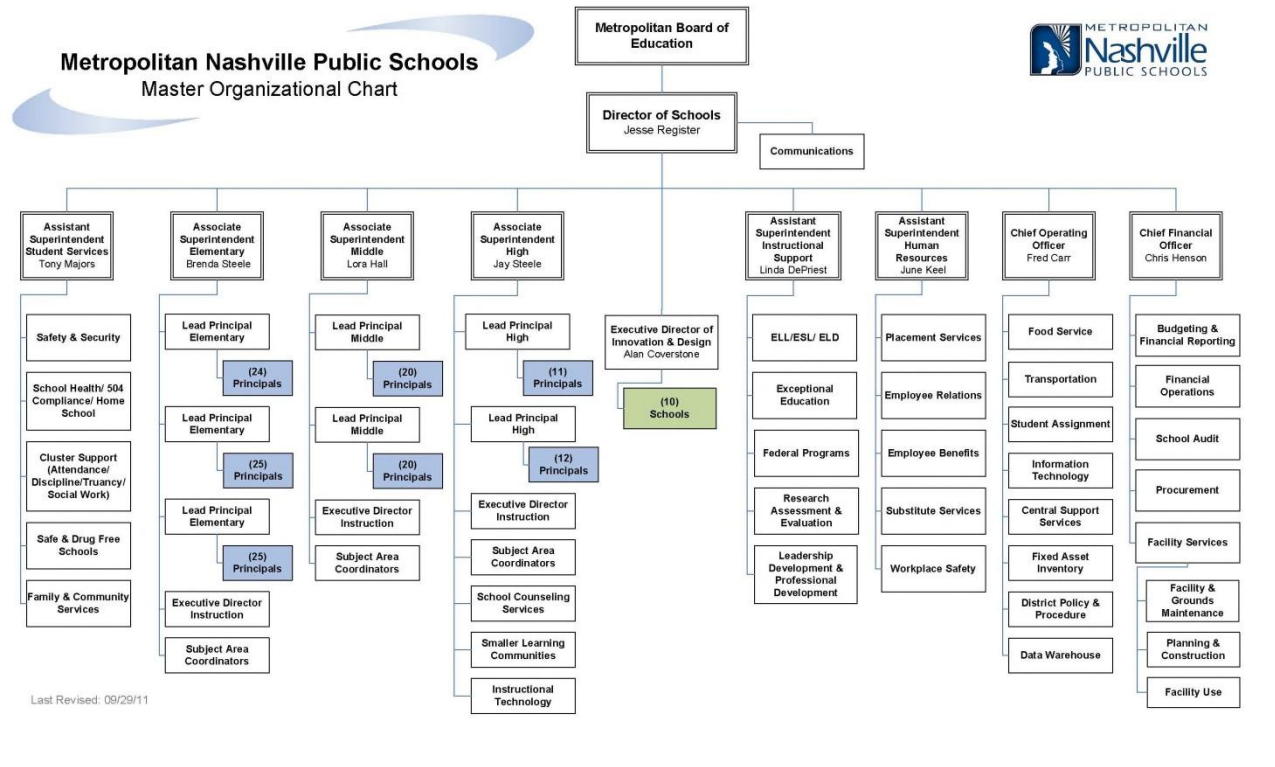 Metropolitan Board of
Education
Metropolitan Nashville Public Schools
Master Organizational Chart
METROPOLITAN
Nashville
PUBLIC SCHOOLS
Director of Schools
Jesse Register
Communications
Assistant
Superintendent
Student Services
Tony Majors
Associate
Superintendent
Elementary
Brenda Steele
Associate
Superintendent
Middle
Lora Hall
Associate
Superintendent
High
Jay Steele
Assistant
Superintendent
Instructional
Support
Linda DePriest
Assistant
Superintendent
Human
Resources
June Keel
Chief Operating
Officer
Fred Carr
Chief Financial
Officer
Chris Henson
Safety & Security
School Health/ 504
Compliance/ Home
School
Cluster Support
(Attendance/
Discipline/Truancy/
Social Work)
Safe & Drug Free
Schools
Family & Community
Services
Lead Principal
Elementary
(24)
Principals
Lead Principal
Elementary
(25)
Principals
Lead Principal
Elementary
(25)
Principals
Executive Director
Instruction
Subject Area
Coordinators
Lead Principal
Middle
(20)
Principals
Lead Principal
Middle
(20)
Principals
Executive Director
Instruction
Subject Area
Coordinators
Lead Principal
High
(11)
Principals
Lead Principal
High
(12)
Principals
Executive Director
Instruction
Subject Area
Coordinators
School Counseling
Services
Smaller Learning
Communities
Instructional
Technology
Executive Director of
Innovation & Design
Alan Coverstone
(10)
Schools
ELL/ESL/ ELD
Exceptional
Education
Federal Programs
Research
Assessment &
Evaluation
Leadership
Development &
Professional
Development
Placement Services
Employee Relations
Employee Benefits
Substitute Services
Workplace Safety
Food Service
Transportation
Student Assignment
Information
Technology
Central Support
Services
Fixed Asset
Inventory
District Policy &
Procedure
Data Warehouse
Budgeting &
Financial Reporting
Financial
Operations
School Audit
Procurement
Facility Services
Facility &
Grounds
Maintenance
Planning &
Construction
Facility Use
Last Revised: 09/29/11